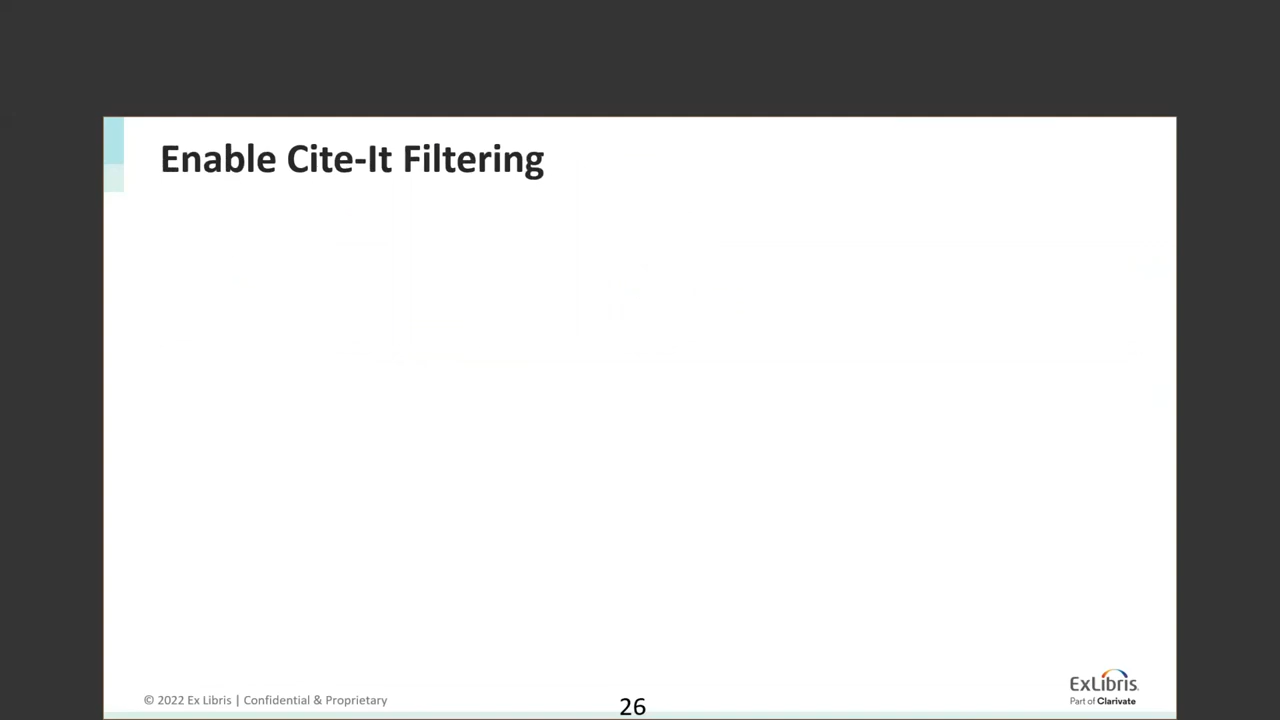 Enable Cite-It Filtering
© 2022 Ex Libris | Confidential & Proprietary
26
ExLibris
Part of Clarivate